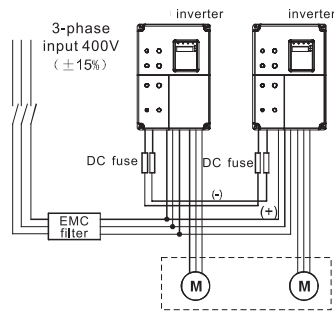 inverter
inverter
3-phase
input 400V
(±15%)
DC fuse
DC fuse
(-)
(+)
EMC
filter
M
M